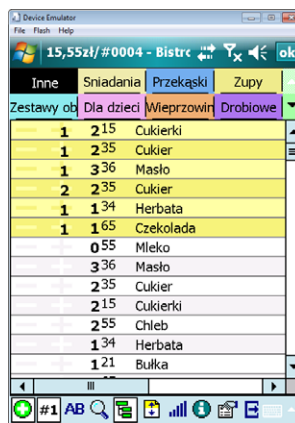 Device Emulator
File Flash Help
15,55zł/#0004 - Bistrc ok
Inne Sniadania Przekąski Zupy
Zestawy ob Dla dzieci Wieprzowin Drobiowe
1 2 15 Cukierki
1 2 35 Cukier
1 3 36 Masło
2 2 35 Cukier
1 1 34 Herbata
1 1 65 Czekolada
0 55 Mleko
3 36 Masło
2 35 Cukier
2 15 Cukierki
2 55 Chleb
1 34 Herbata
1 21 Bułka
#1 AB